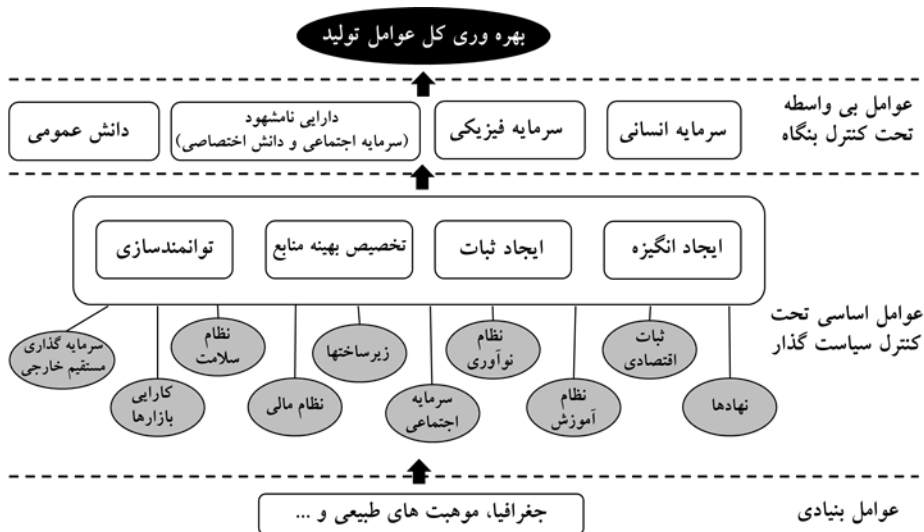 بهره وری کل عوامل تولید
عوامل بی واسطه
تحت کنترل بنگاه
سرمایه انسانی
سرمایه فیزیکی
دارایی نامشهود
(سرمایه اجتماعی و دانش اختصاصی)
دانش عمومی
عوامل اساسی تحت
کنترل سیاست گذار
ایجاد انگیزه
ایجاد ثبات
تخصیص بهینه منابع
توانمندسازی
نهادها
ثبات
اقتصادی
نظام
آموزش
نظام
نوآوری
سرمایه
اجتماعی
زیرساختها
نظام مالی
نظام
سلامت
کارایی
بازارها
سرمایه گذاری
مستقیم خارجی
عوامل بنیادی
جغرافیا، موهبت های طبیعی و ...